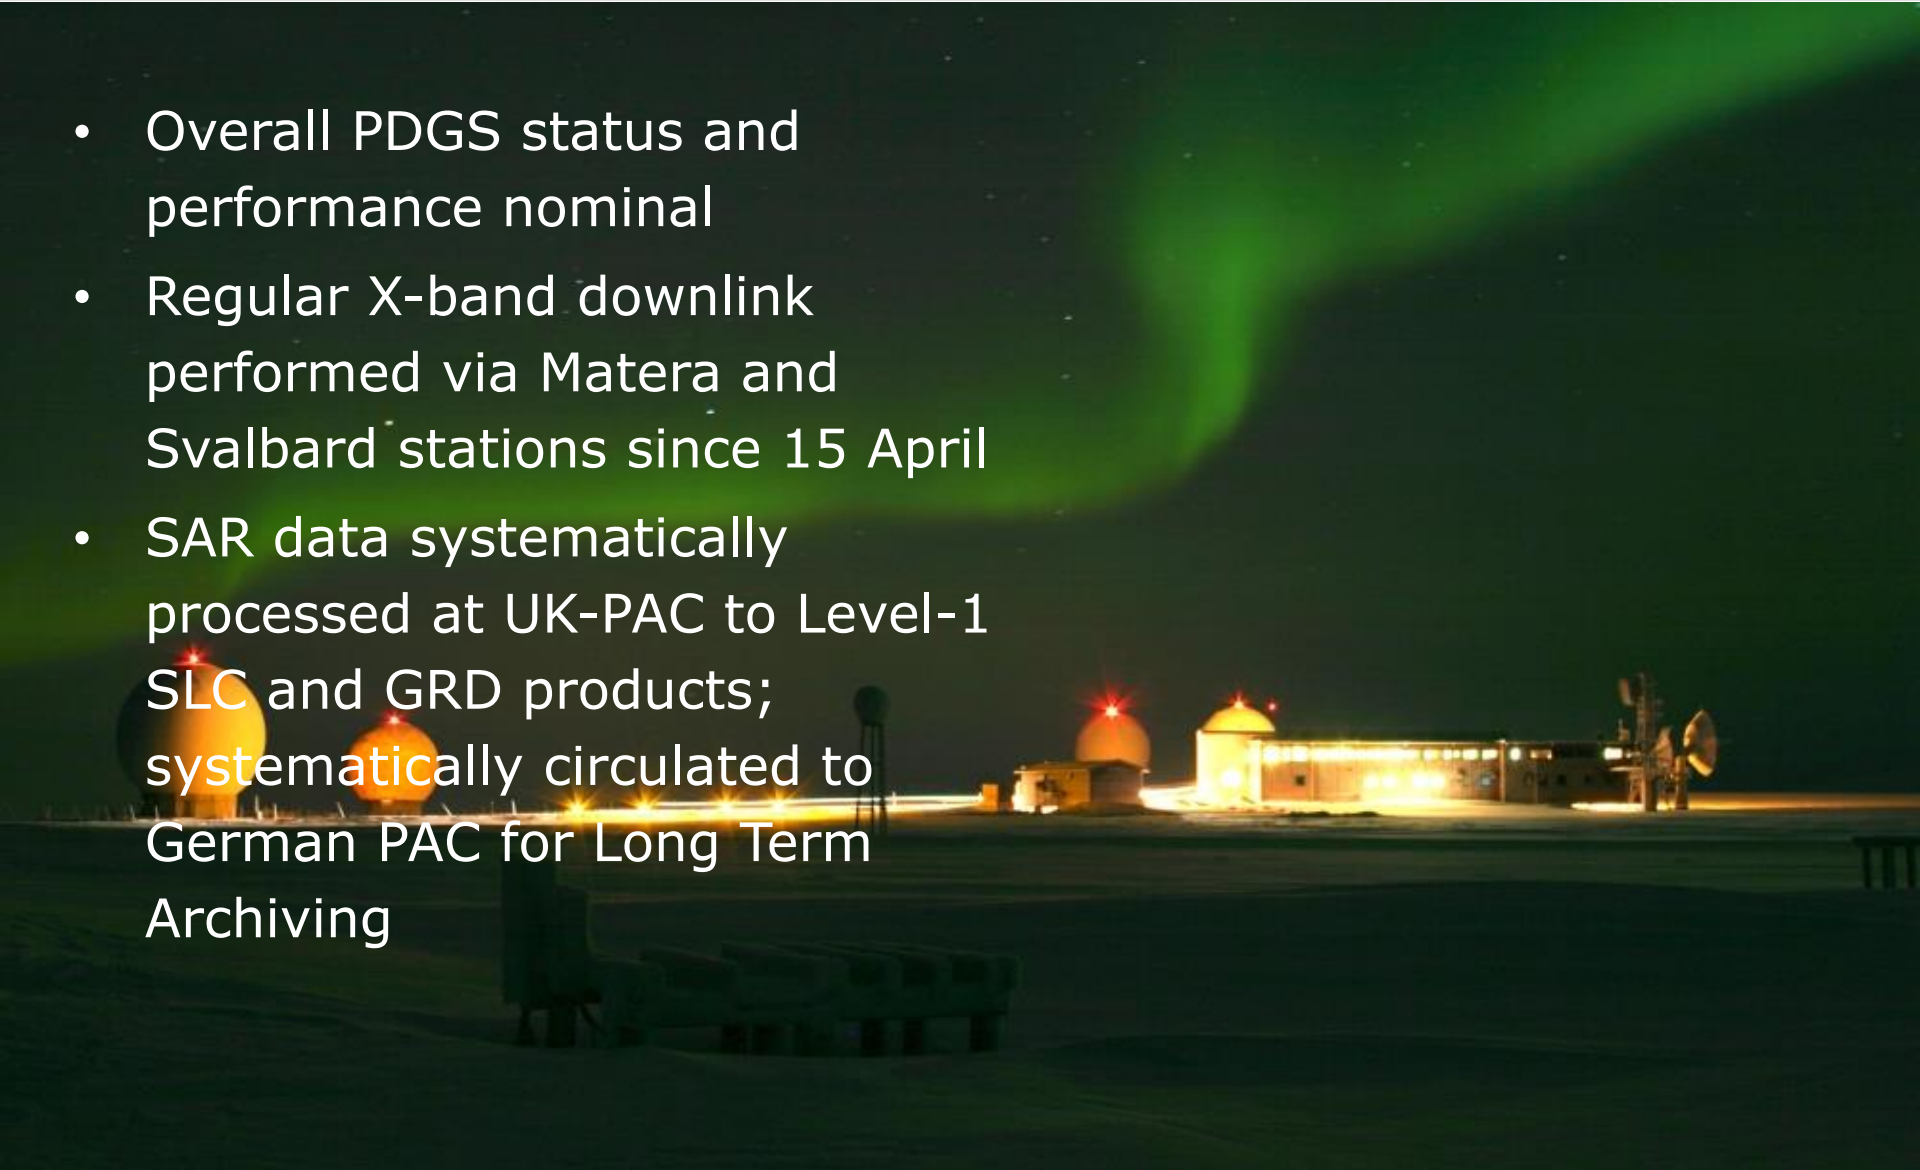 • Overall PDGS status and
performance nominal
• Regular X-band downlink
performed via Matera and
Svalbard stations since 15 April
• SAR data systematically
processed at UK-PAC to Level-1
SLC and GRD products;
systematically circulated to
German PAC for Long Term
Archiving